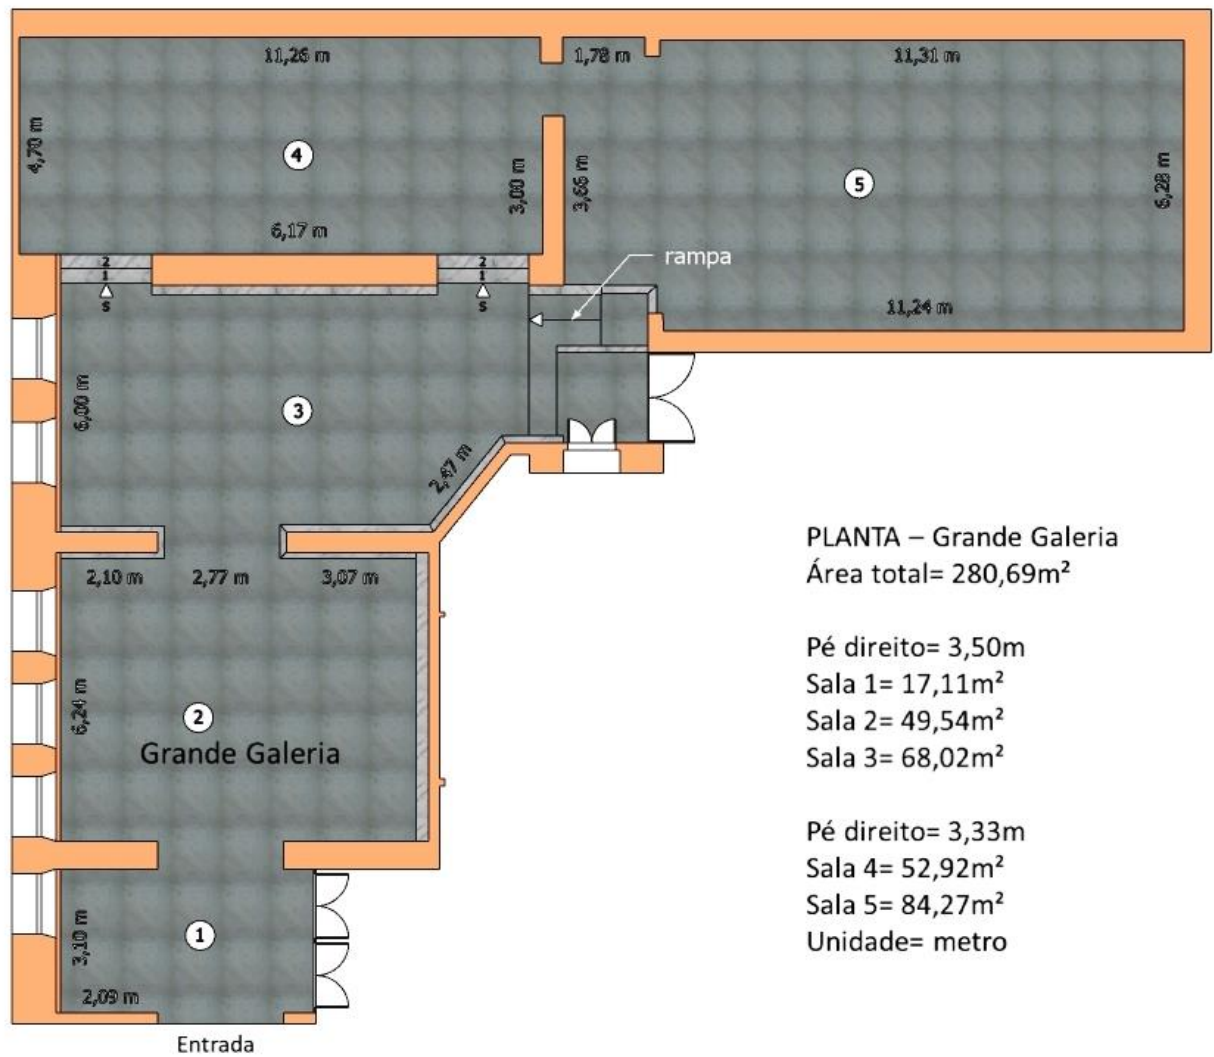 11,26 m
1,78 m
11,31 m
4,70 m
4
3,00 m
3,66 m
5
6,28 m
6,17 m
2
1
S
2
1
S
rampa
11,24 m
6,00 m
3
2,47 m
2,10 m
2,77 m
3,07 m
6,24 m
2
Grande Galeria
3,10 m
1
2,09 m
Entrada
PLANTA – Grande Galeria
Área total= 280,69m²
Pé direito= 3,50m
Sala 1= 17,11m²
Sala 2= 49,54m²
Sala 3= 68,02m²
Pé direito= 3,33m
Sala 4= 52,92m²
Sala 5= 84,27m²
Unidade= metro